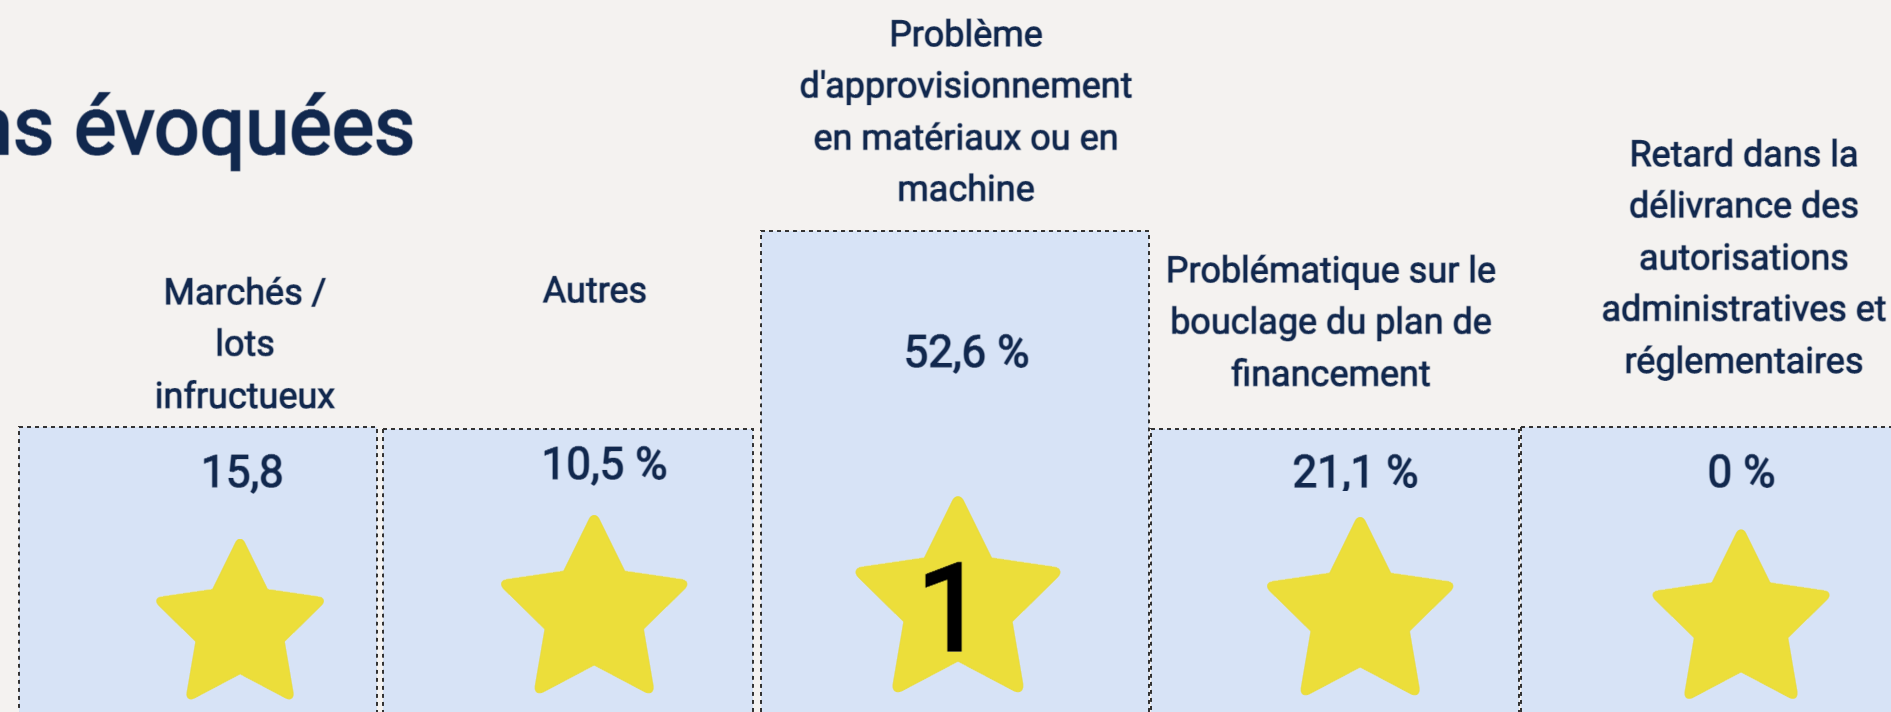 ns évoquées
Problème
d'approvisionnement
en matériaux ou en
machine
Marchés /
lots
infructueux
Autres
Problématique sur le
bouclage du plan de
financement
Retard dans la
délivrance des
autorisations
administratives et
réglementaires
15,8
10,5 %
52,6 %
21,1 %
0 %
1